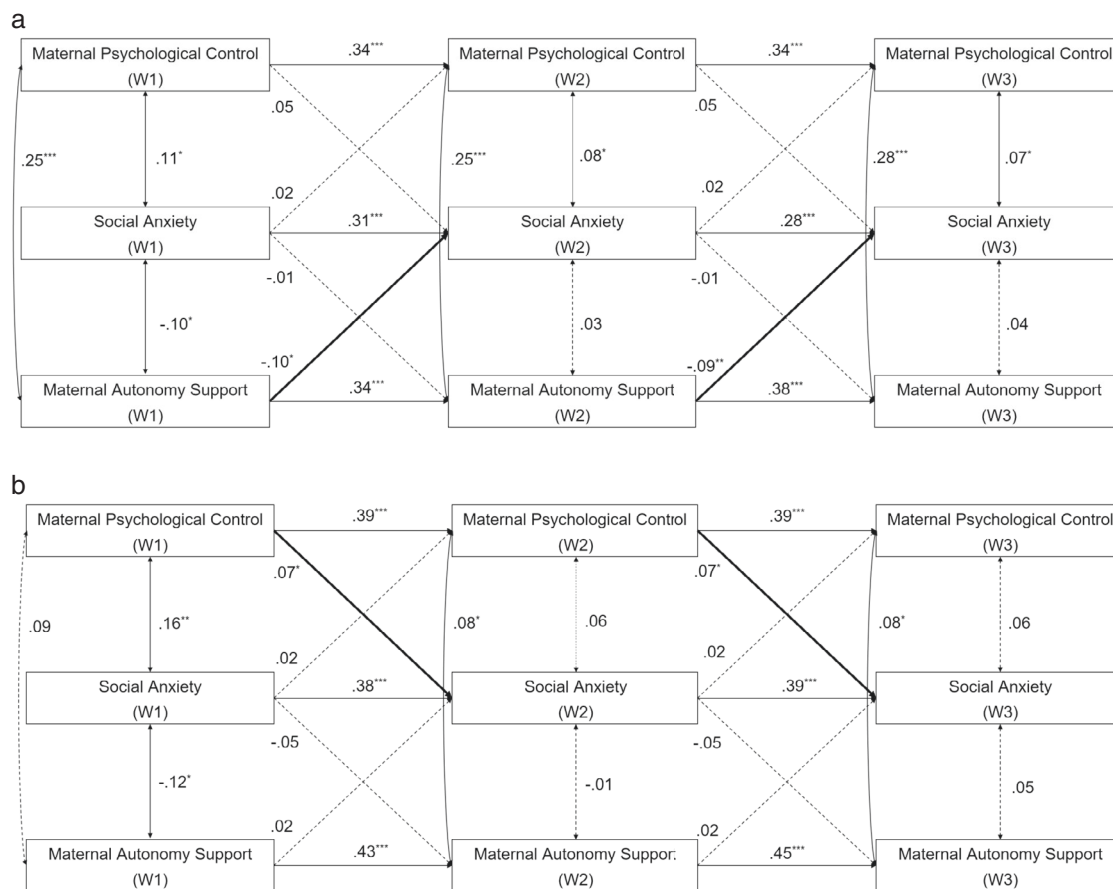 a
Maternal Psychological Control
(W1)
.34***
Maternal Psychological Control
(W2)
.34***
Maternal Psychological Control
(W3)
.05
.05
.25***
.11*
.25***
.08*
.28***
.07*
.02
.02
Social Anxiety
(W1)
.31***
Social Anxiety
(W2)
.28***
Social Anxiety
(W3)
-.01
-.01
-.10*
.03
.04
-.10*
-.09**
Maternal Autonomy Support
(W1)
.34***
Maternal Autonomy Support
(W2)
.38***
Maternal Autonomy Support
(W3)
b
Maternal Psychological Control
(W1)
.39***
Maternal Psychological Control
(W2)
.39***
Maternal Psychological Control
(W3)
.07*
.07*
.09
.16**
.08*
.06
.08*
.06
.02
.02
Social Anxiety
(W1)
.38***
Social Anxiety
(W2)
.39***
Social Anxiety
(W3)
-.05
-.05
-.12*
-.01
.05
.02
.02
Maternal Autonomy Support
(W1)
.43***
Maternal Autonomy Support
(W2)
.45***
Maternal Autonomy Support
(W3)